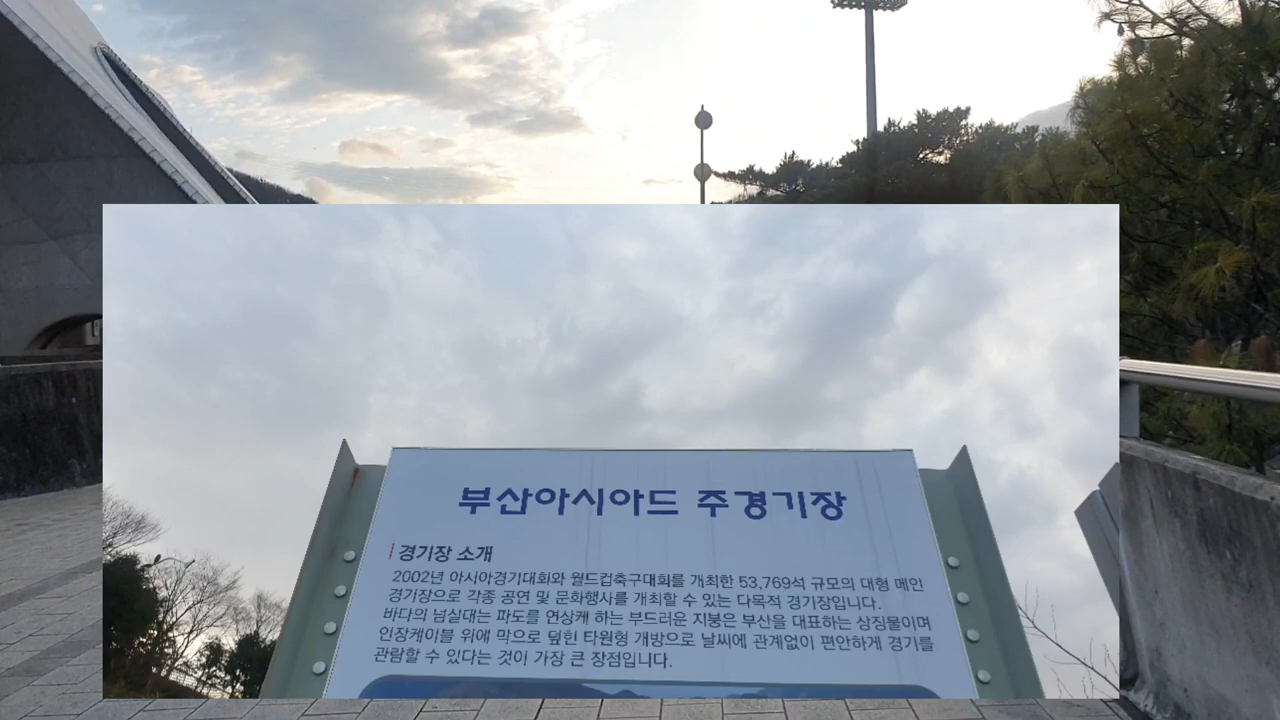 부산아시아드 주경기장
경기장 소개
2002년 아시아경기대회와 월드컵축구대회를 개최한 53,769석 규모의 대형 메인
경기장으로 각종 공연 및 문화행사를 개최할 수 있는 다목적 경기장입니다.
바다의 넘실대는 파도를 연상캐 하는 부드러운 지붕은 부산을 대표하는 상징물이며
인장케이블 위에 막으로 덮힌 타원형 개방으로 날씨에 관계없이 편안하게 경기를
관람할 수 있다는 것이 가장 큰 장점입니다.